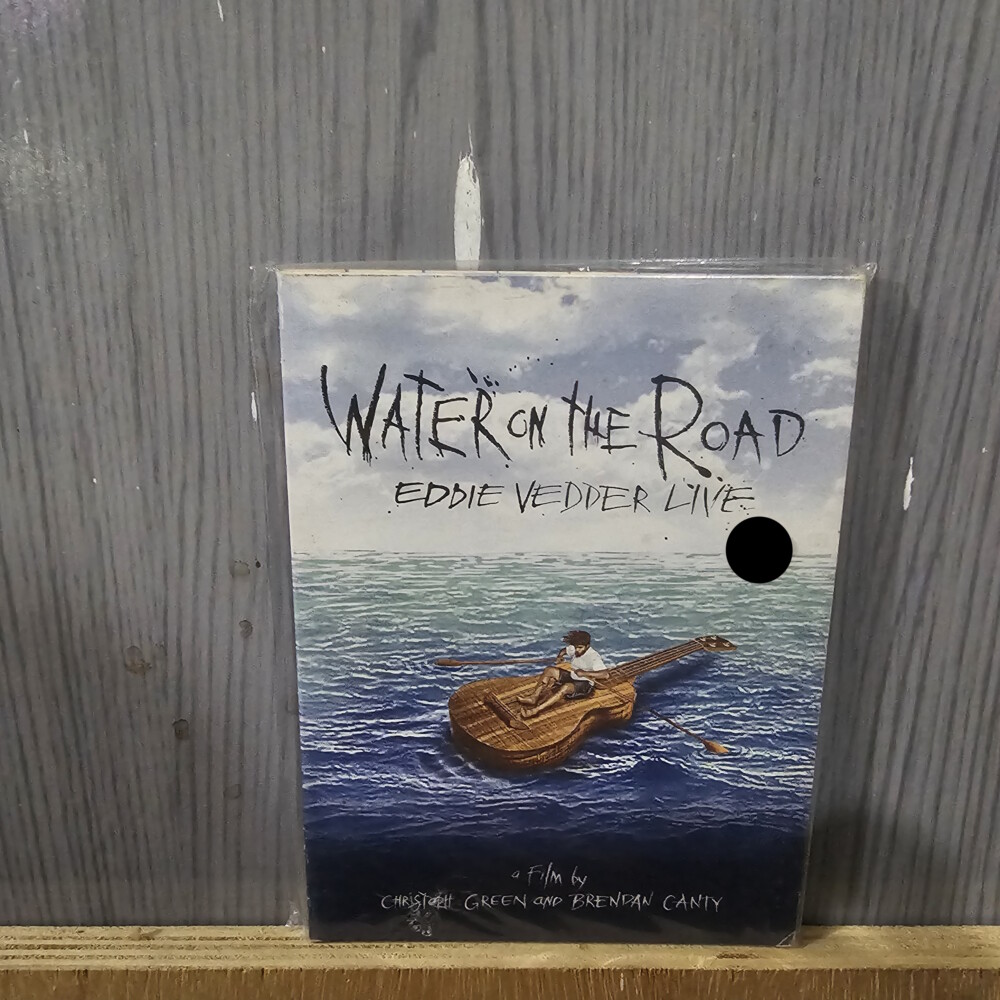 WATER ON THE ROAD
EDDIE VEDDER LIVE
a Film by
CHRISTOPH GREEN AND BRENDAN CANTY